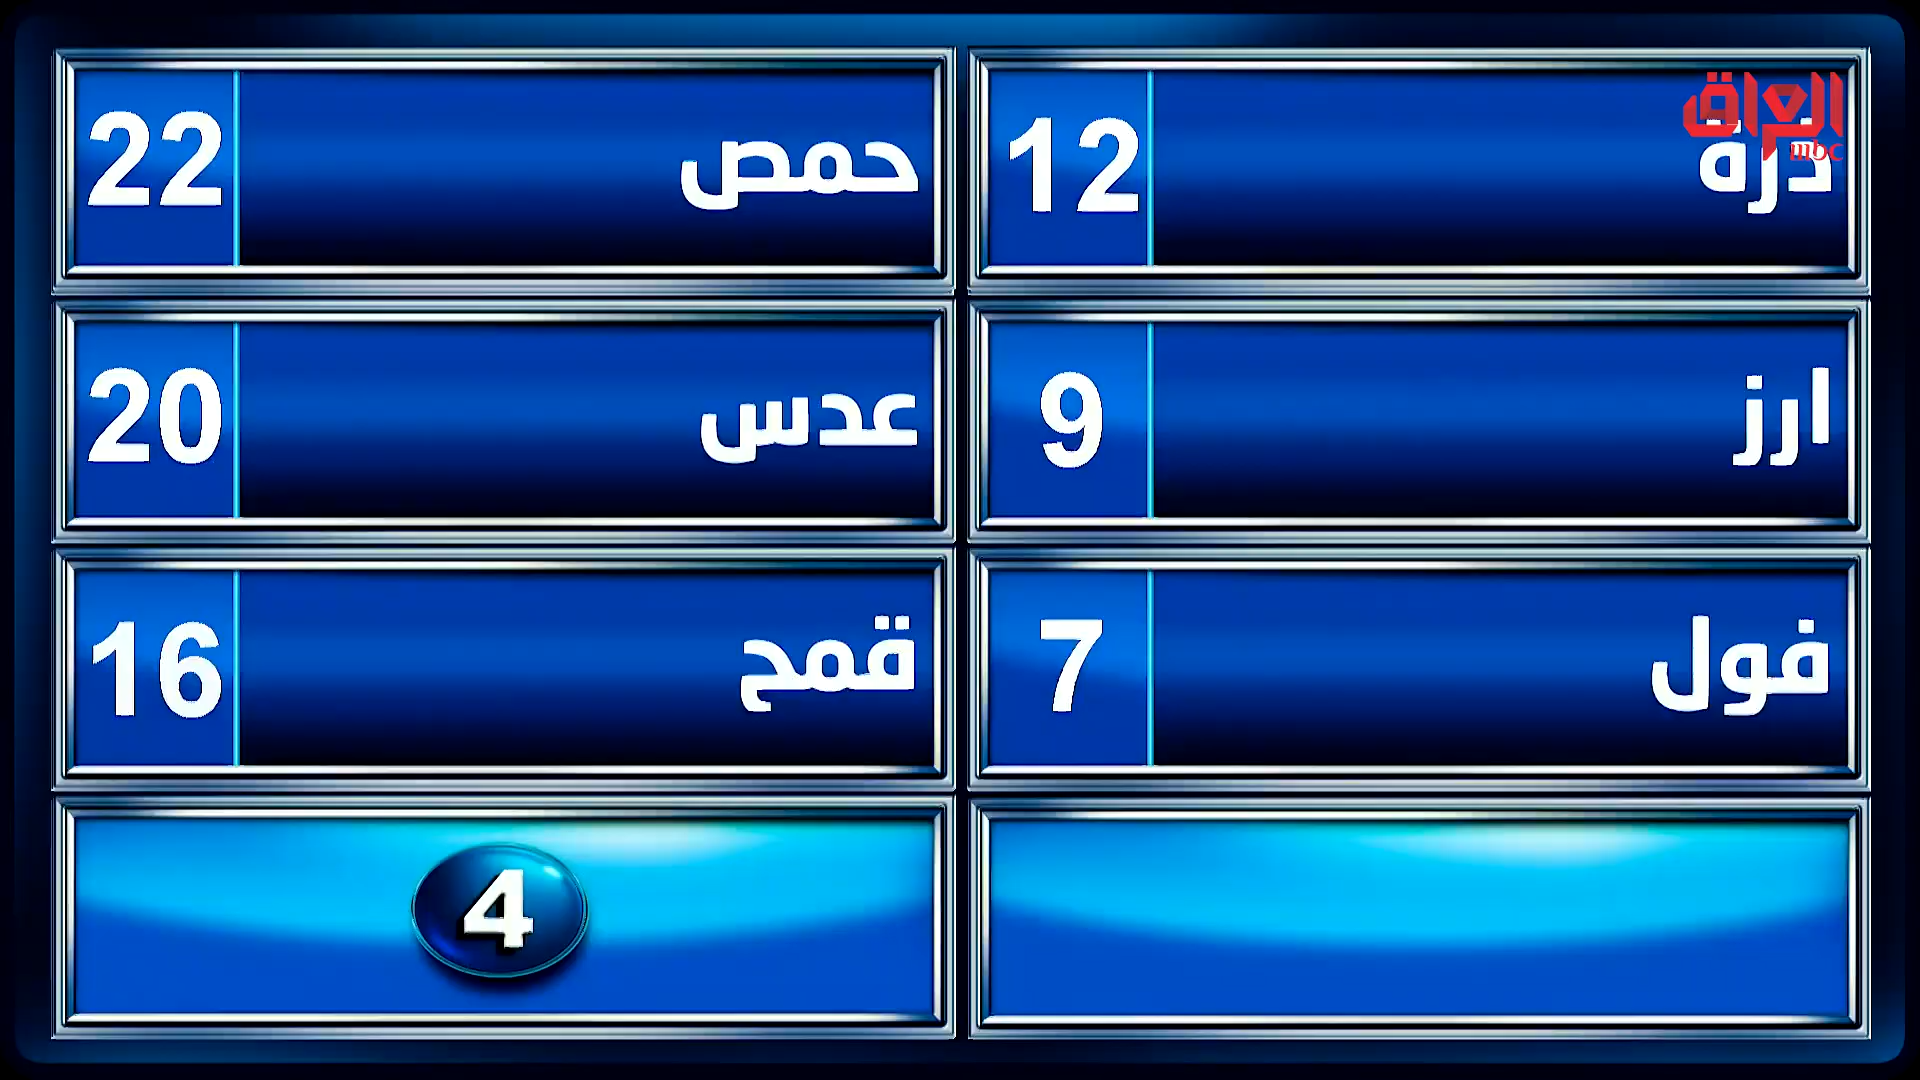 22 حمص
20 عدس
16 قمح
4
العراق
mbc
12 ذرة
9 ارز
7 فول